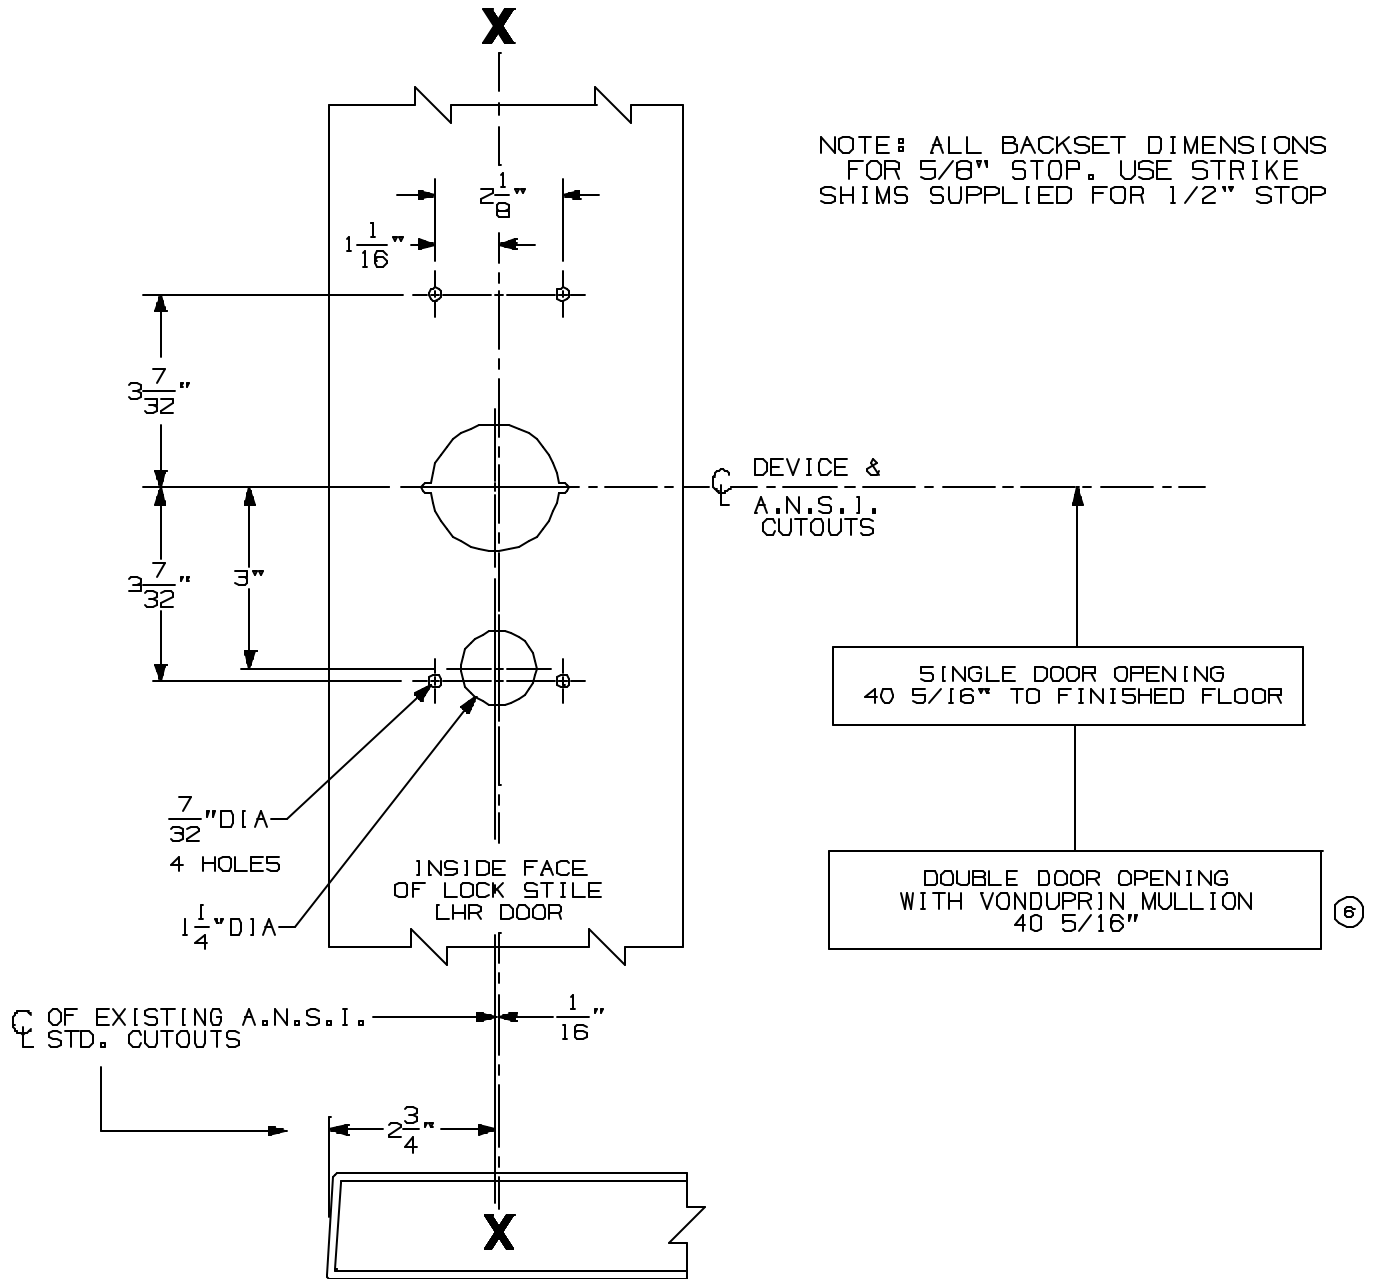 X
NOTE: ALL BACKSET DIMENSIONS
FOR 5/8" STOP. USE STRIKE
SHIMS SUPPLIED FOR 1/2" STOP
2 1/8"
1 1/16"
3 7/32"
℄ DEVICE &
A.N.S.I.
CUTOUTS
3 7/32"
3"
SINGLE DOOR OPENING
40 5/16" TO FINISHED FLOOR
7/32" DIA
4 HOLES
1 1/4" DIA
INSIDE FACE
OF LOCK STILE
LHR DOOR
DOUBLE DOOR OPENING
WITH VONDUPRIN MULLION
40 5/16"
6
℄ OF EXISTING A.N.S.I.
STD. CUTOUTS
1/16"
2 3/4"
X